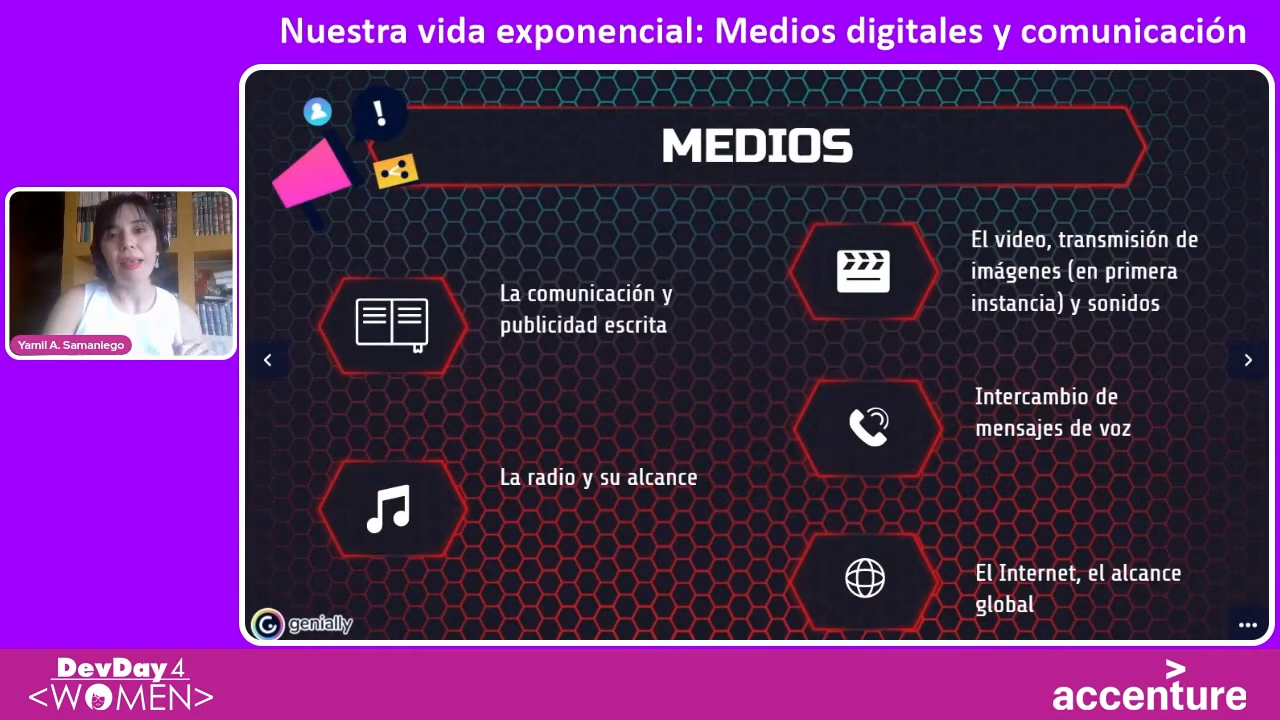 Nuestra vida exponencial: Medios digitales y comunicación
MEDIOS
!
La comunicación y
publicidad escrita
La radio y su alcance
El video, transmisión de
imágenes (en primera
instancia) y sonidos
Intercambio de
mensajes de voz
El Internet, el alcance
global
Yamil A. Samaniego
genially
DevDay4
<WOMEN>
accenture